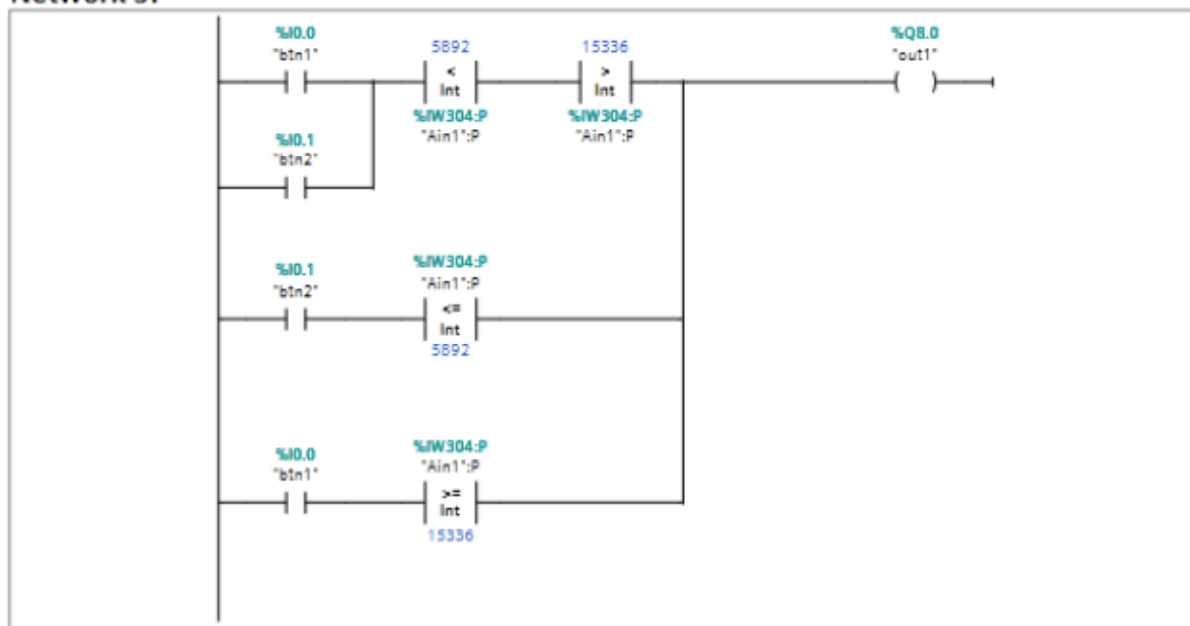 %I0.0
"btn1"
5892
<
Int
%IW304:P
"Ain1":P
15336
>
Int
%IW304:P
"Ain1":P
%Q8.0
"out1"
%I0.1
"btn2"
%I0.1
"btn2"
%IW304:P
"Ain1":P
<=
Int
5892
%I0.0
"btn1"
%IW304:P
"Ain1":P
>=
Int
15336